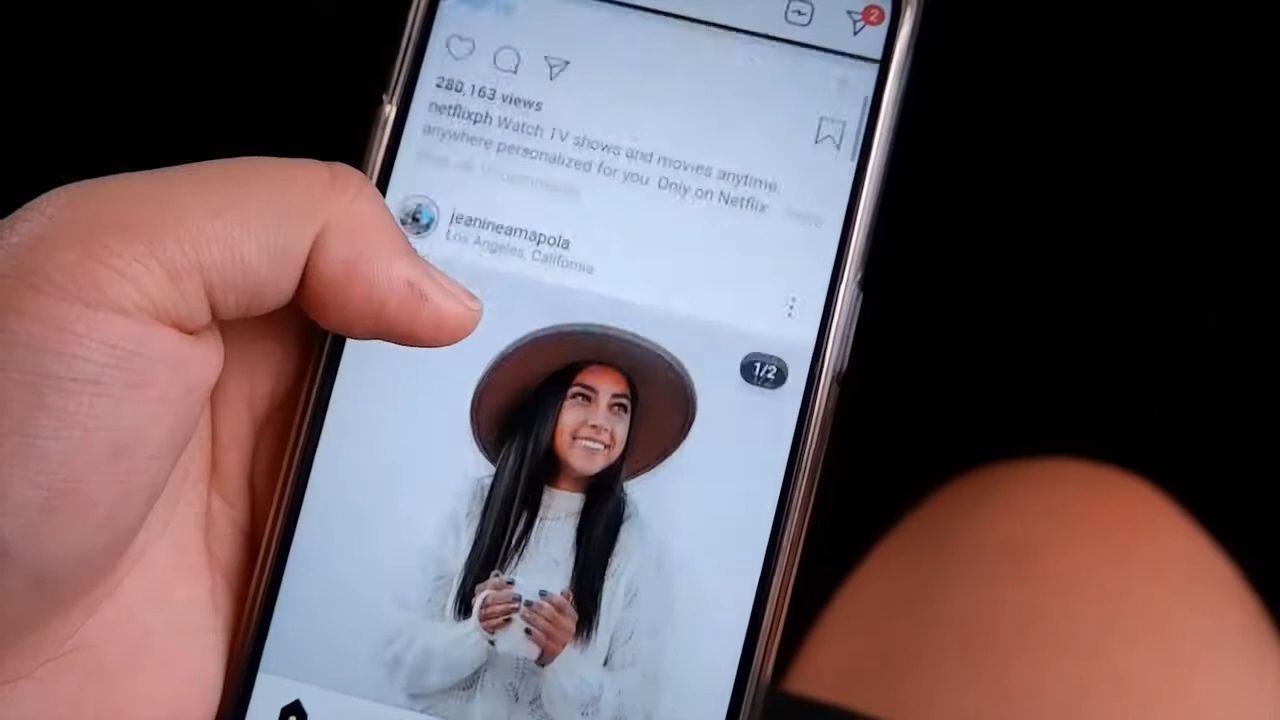 2
280,163 views
netflixph Watch TV shows and movies anytime,
anywhere personalized for you. Only on Netflix
more
jeanineamapola
Los Angeles, California
1/2